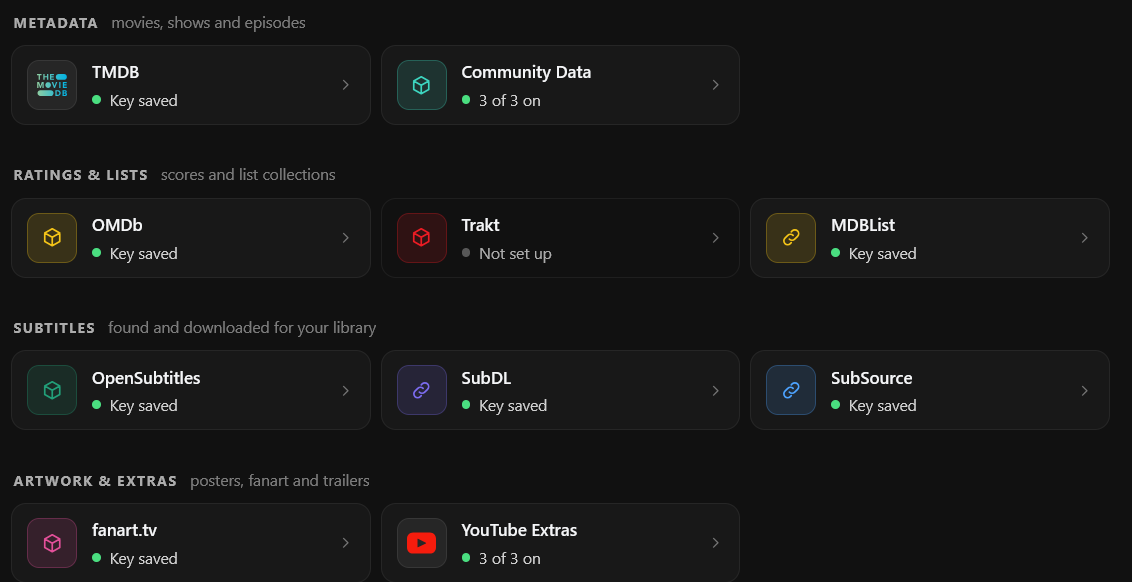 METADATA movies, shows and episodes
THE MOVIE DB
TMDB
Key saved
Community Data
3 of 3 on
RATINGS & LISTS scores and list collections
OMDb
Key saved
Trakt
Not set up
MDBList
Key saved
SUBTITLES found and downloaded for your library
OpenSubtitles
Key saved
SubDL
Key saved
SubSource
Key saved
ARTWORK & EXTRAS posters, fanart and trailers
fanart.tv
Key saved
YouTube Extras
3 of 3 on